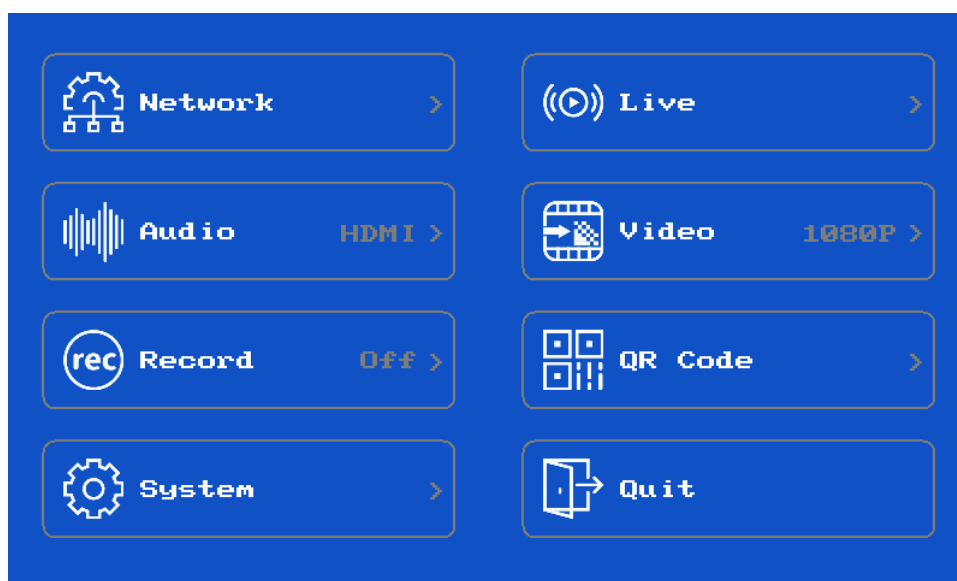 Network >
Live >
Audio HDMI >
Video 1080P >
rec Record Off >
QR Code >
System >
Quit